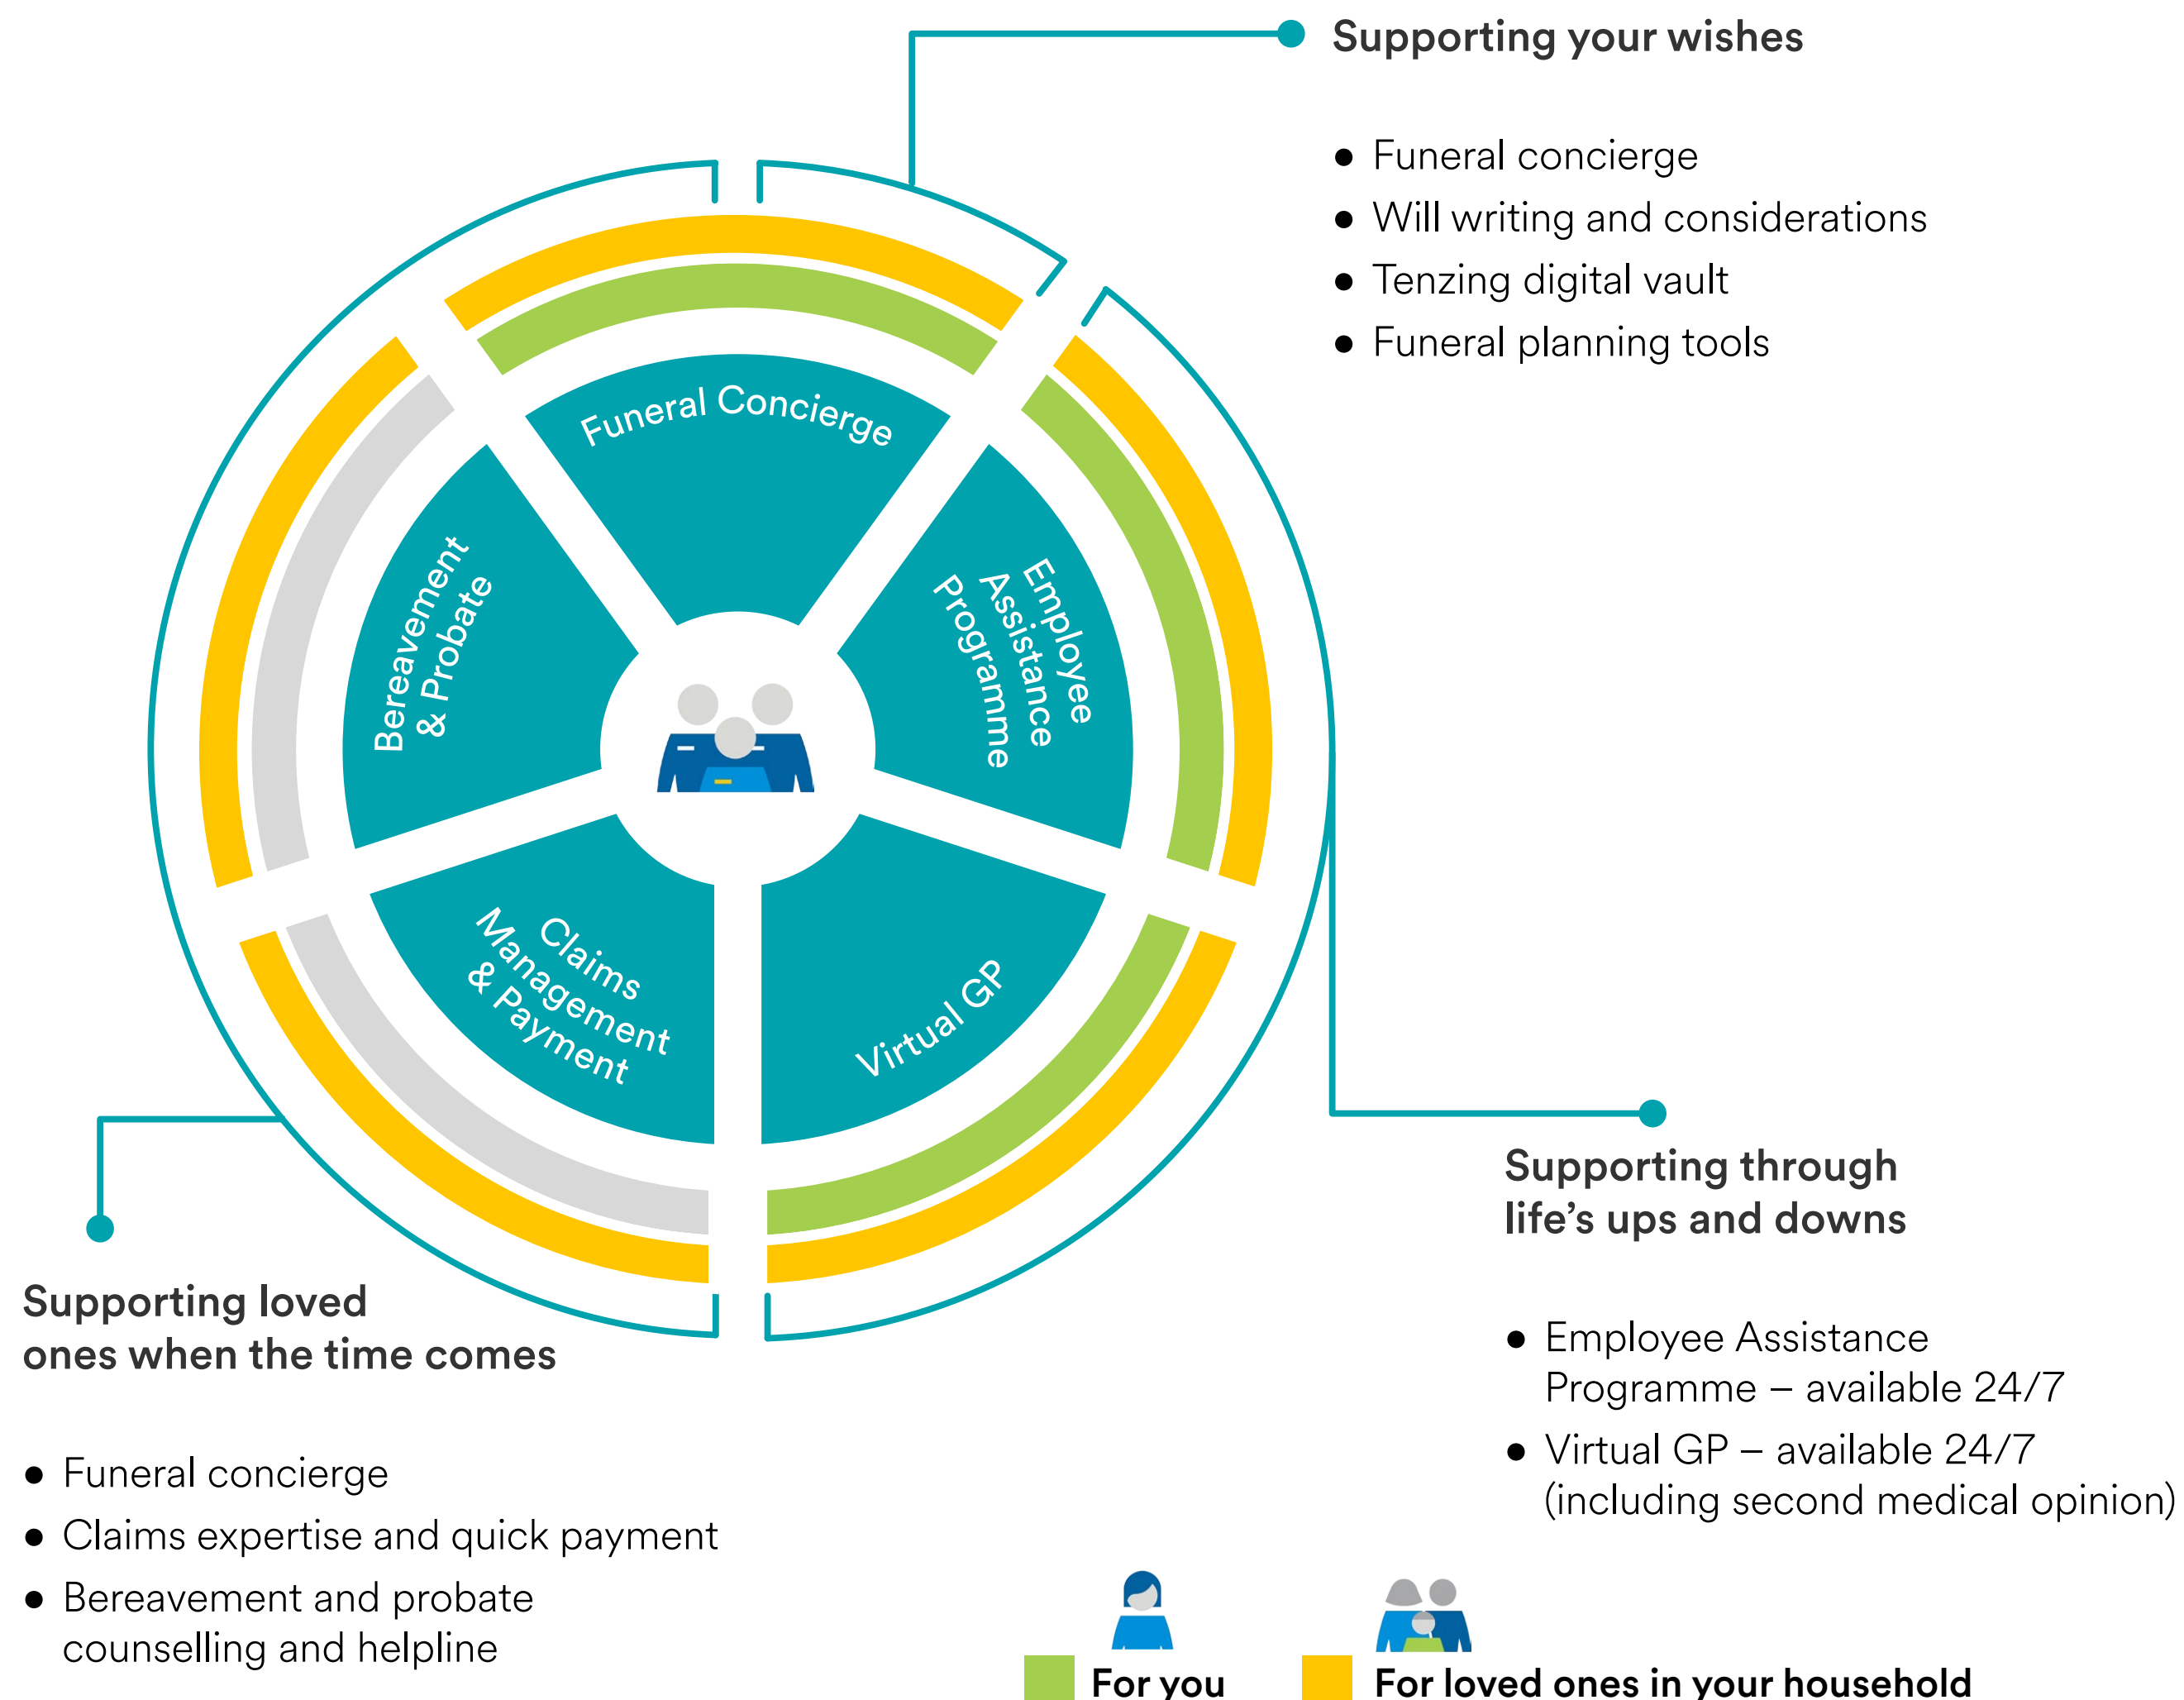 Supporting your wishes
● Funeral concierge
● Will writing and considerations
● Tenzing digital vault
● Funeral planning tools
Funeral Concierge
Employee
Assistance
Programme
Virtual GP
Claims
Management
& Payment
Bereavement
& Probate
Supporting through
life’s ups and downs
● Employee Assistance
Programme – available 24/7
● Virtual GP – available 24/7
(including second medical opinion)
Supporting loved
ones when the time comes
● Funeral concierge
● Claims expertise and quick payment
● Bereavement and probate
counselling and helpline
For you
For loved ones in your household